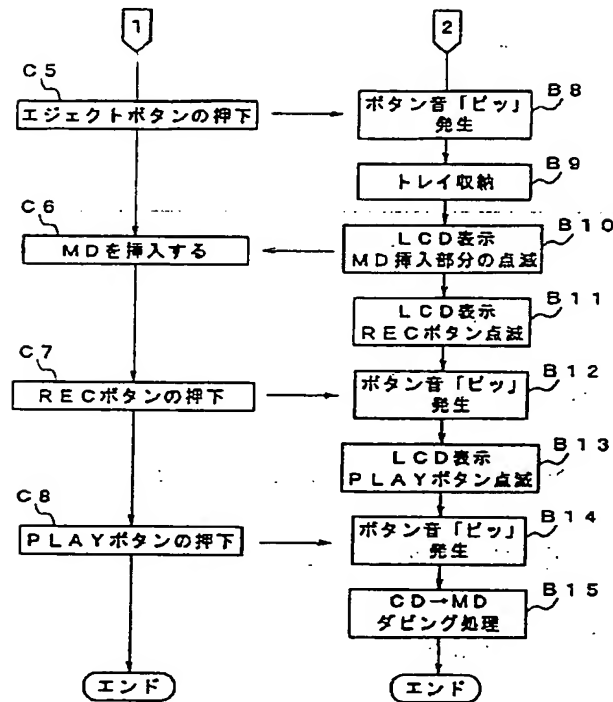 1
2
C5
エジェクトボタンの押下
ボタン音「ピッ」
発生
B8
トレイ収納
B9
C6
MDを挿入する
LCD表示
MD挿入部分の点滅
B10
LCD表示
RECボタン点滅
B11
C7
RECボタンの押下
ボタン音「ピッ」
発生
B12
LCD表示
PLAYボタン点滅
B13
C8
PLAYボタンの押下
ボタン音「ピッ」
発生
B14
CD→MD
ダビング処理
B15
エンド
エンド